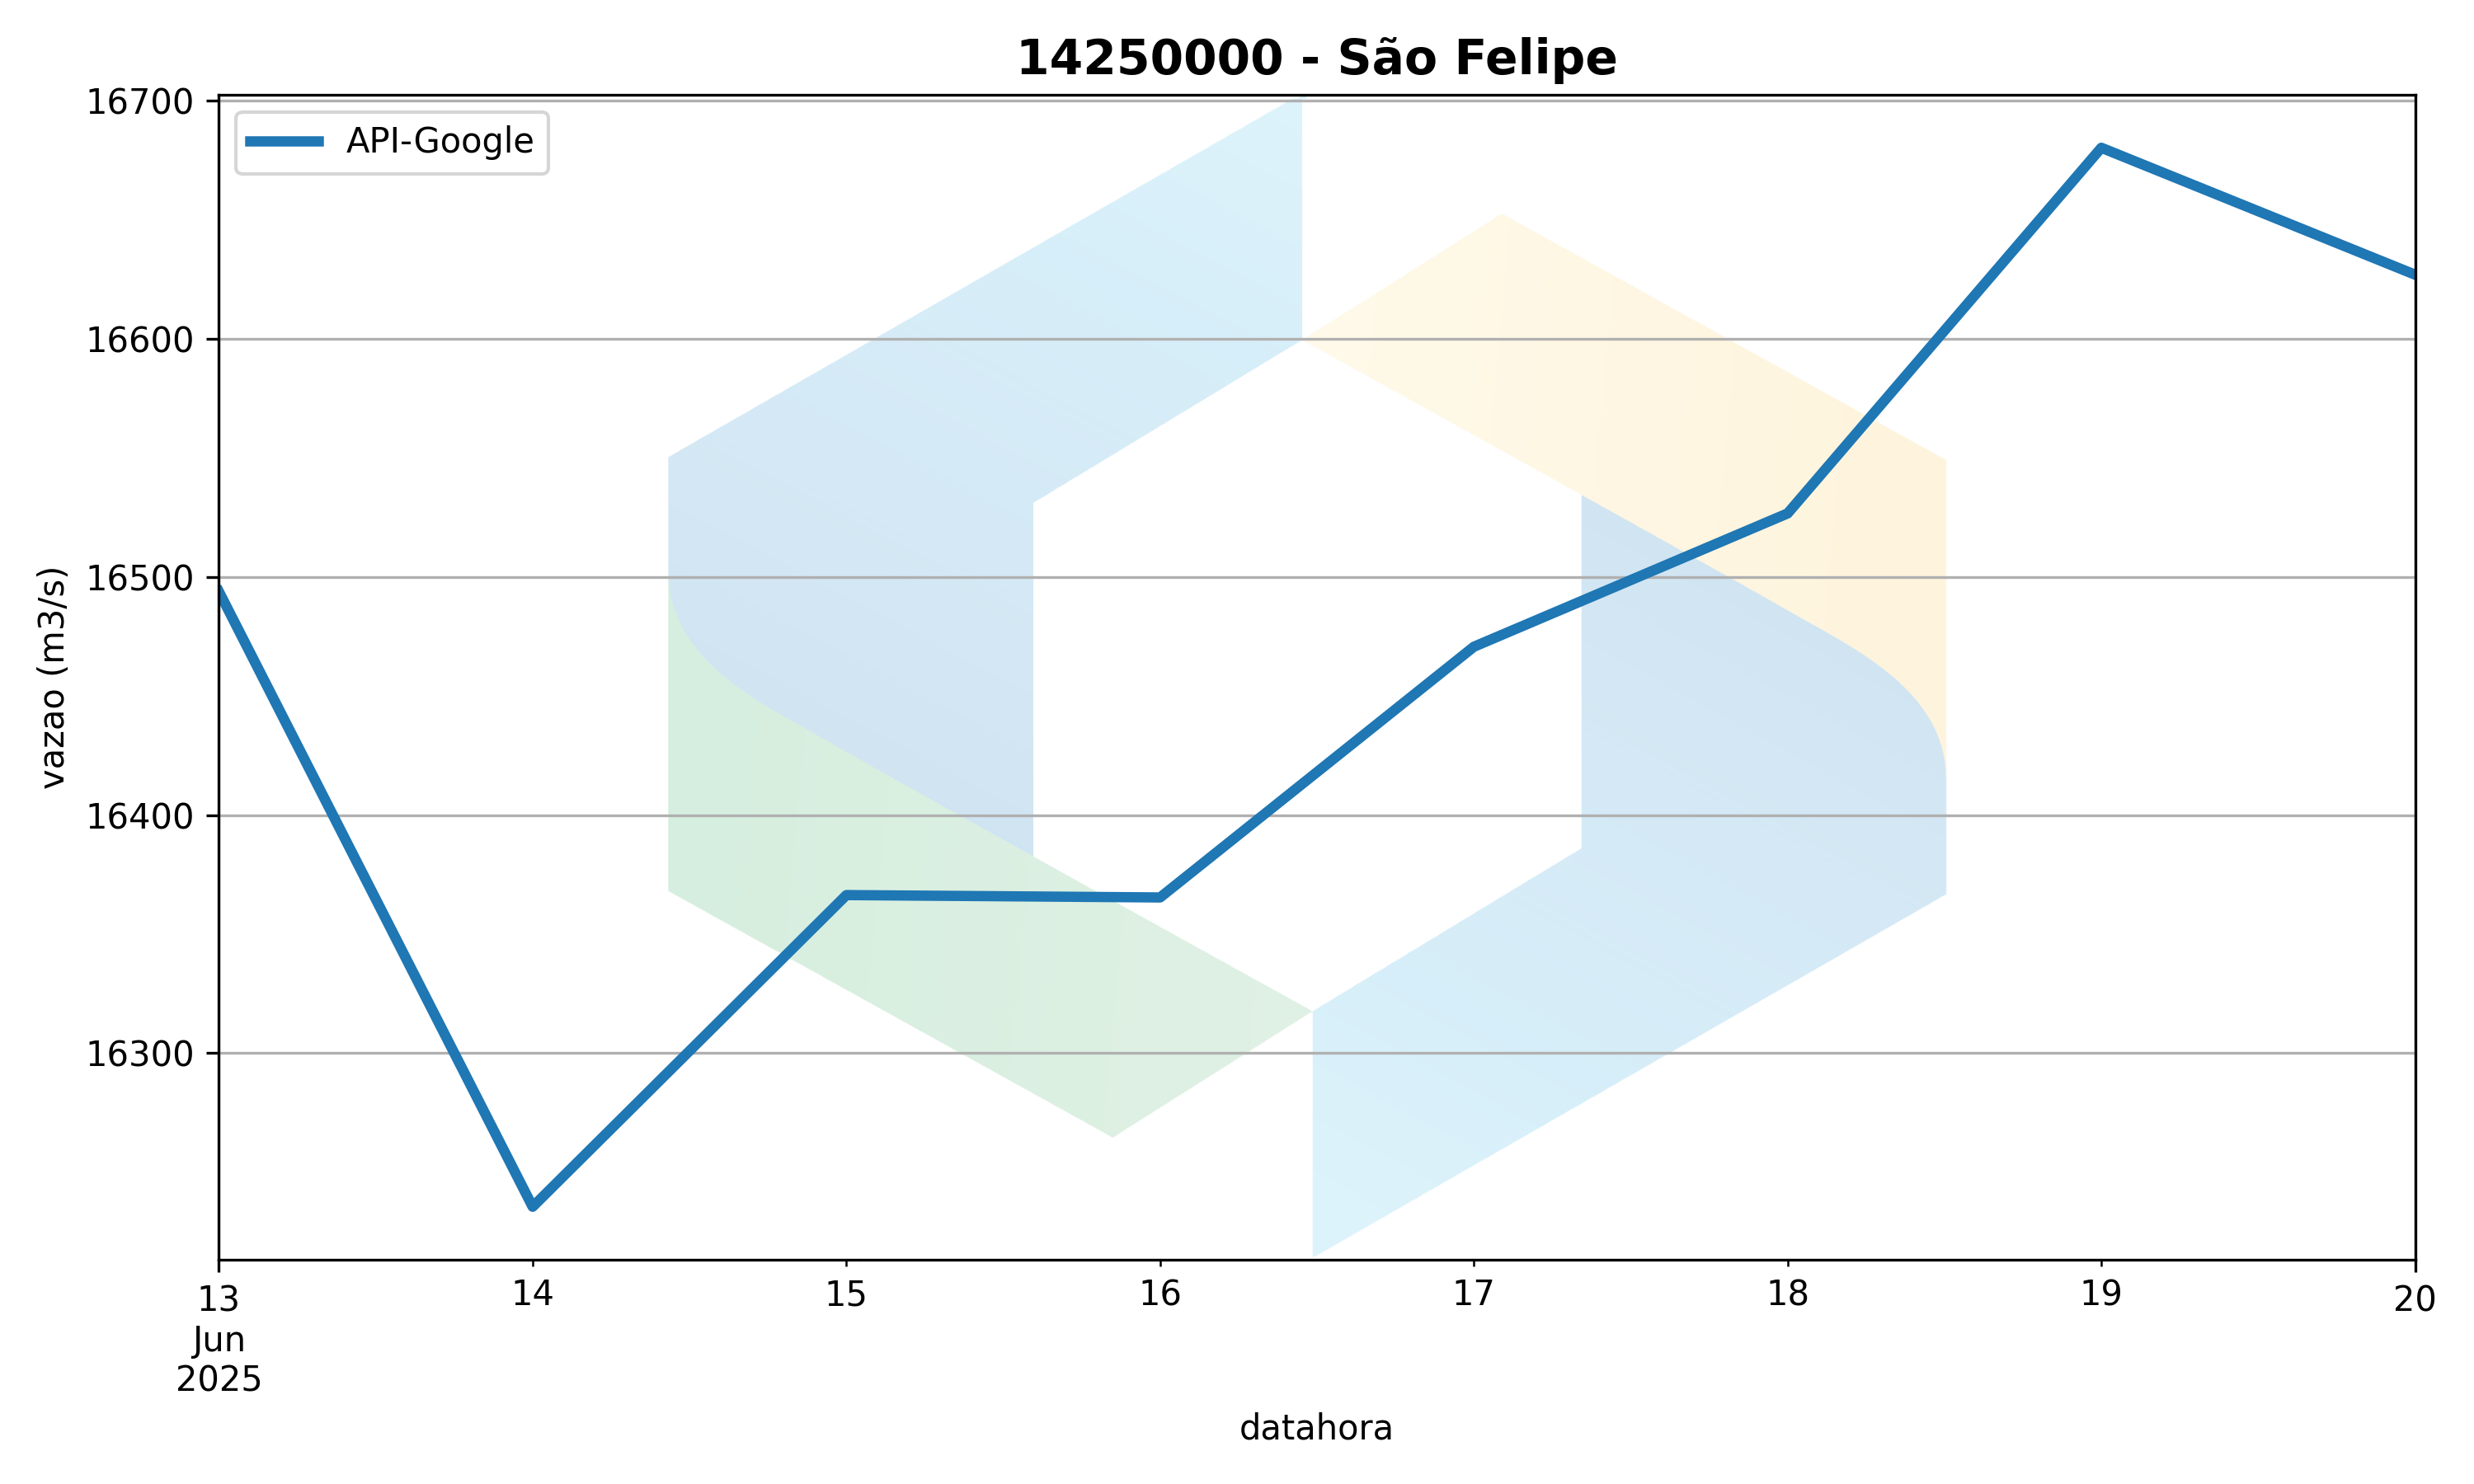 14250000 - São Felipe
API-Google
16700
16600
16500
16400
16300
vazao (m3/s)
13 14 15 16 17 18 19 20
Jun
2025
datahora